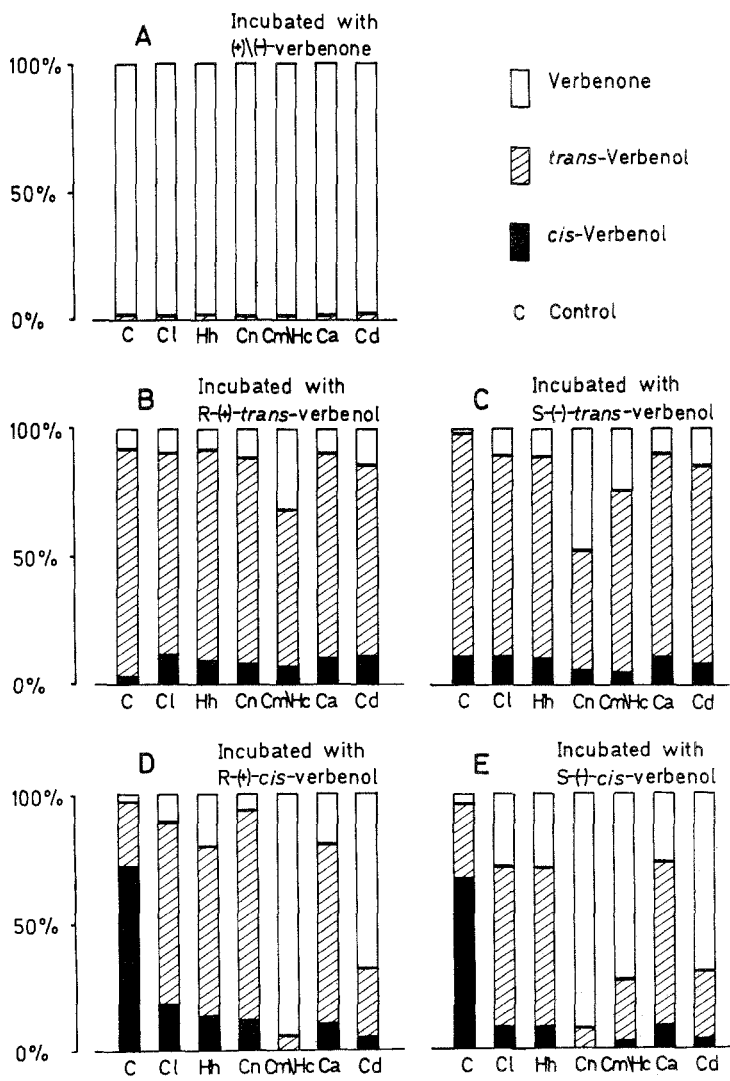 A
Incubated with
(+)\(-)-verbenone
100%
50%
0%
C Cl Hh Cn Cm\Hc Ca Cd
Verbenone
trans-Verbenol
cis-Verbenol
C Control
B
Incubated with
R-(+)-trans-verbenol
100%
50%
0%
C Cl Hh Cn Cm\Hc Ca Cd
C
Incubated with
S-(-)-trans-verbenol
C Cl Hh Cn Cm\Hc Ca Cd
D
Incubated with
R-(+)-cis-verbenol
100%
50%
0%
C Cl Hh Cn Cm\Hc Ca Cd
E
Incubated with
S-(-)-cis-verbenol
C Cl Hh Cn Cm\Hc Ca Cd